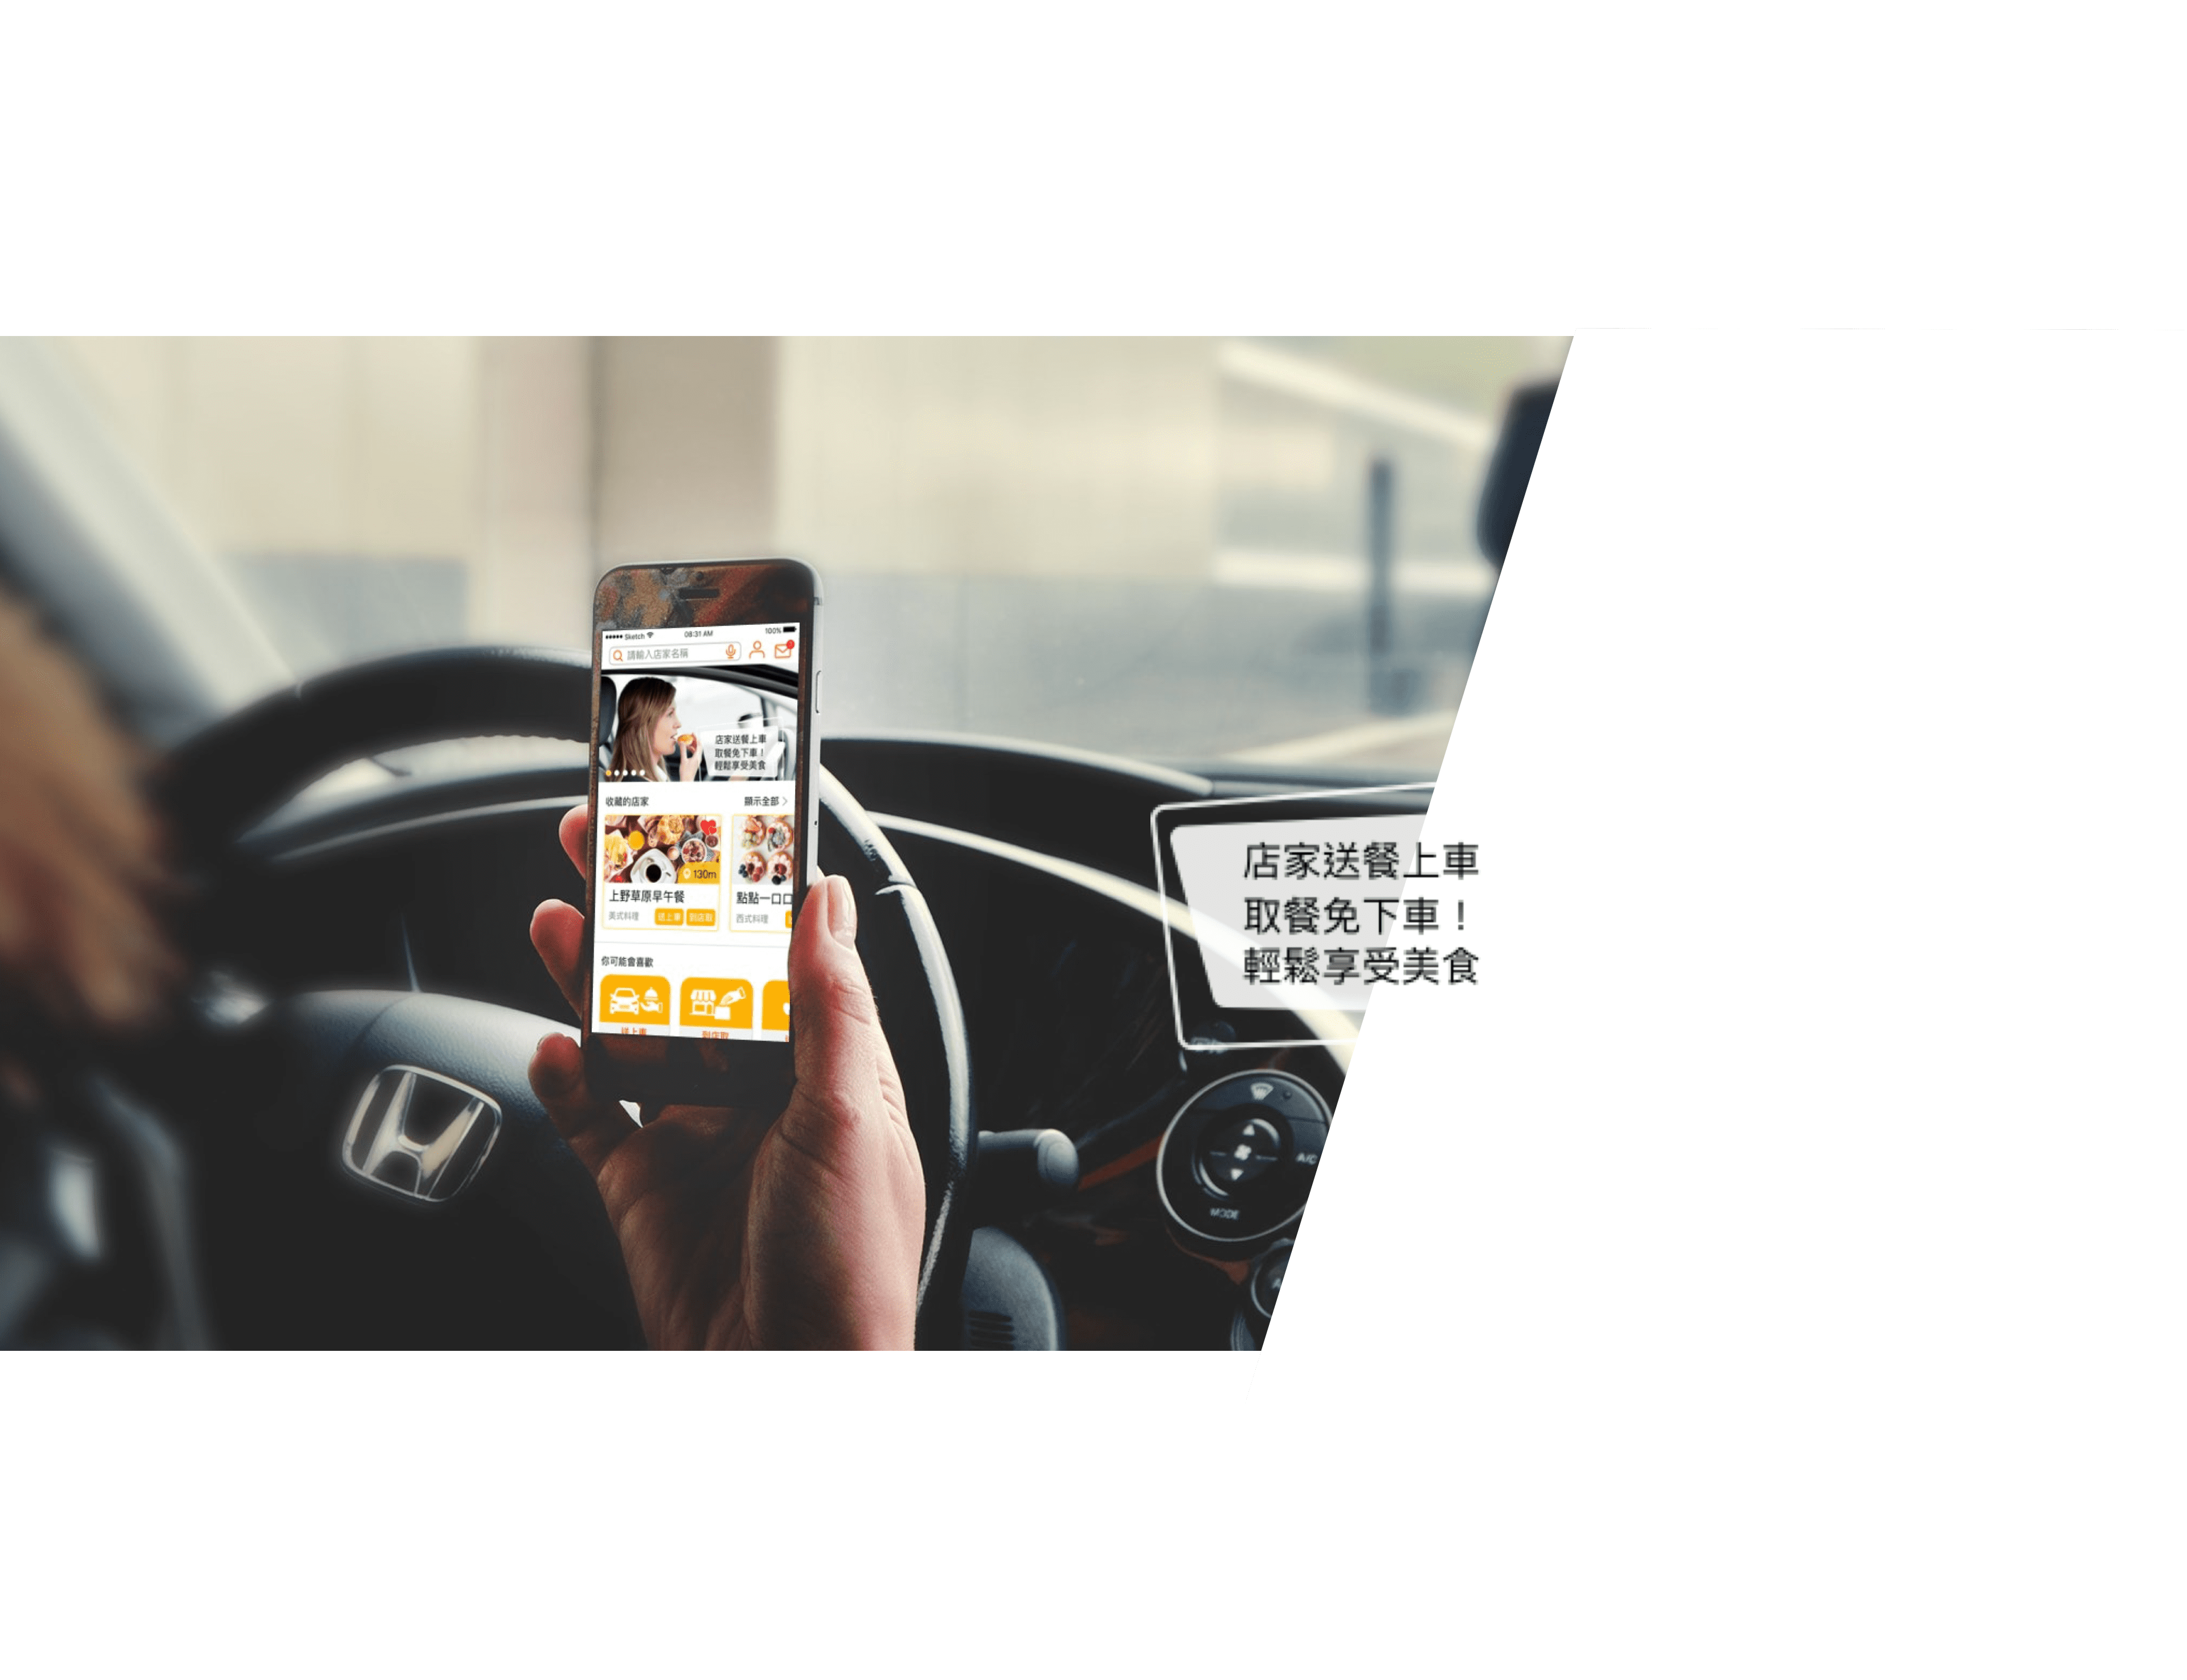 Sketch 08:31 AM 100%
請輸入店家名稱
店家送餐上車
取餐免下車！
輕鬆享受美食
收藏的店家 顯示全部
130m
上野草原早午餐 點點一口口
美式料理 送上車 到店取 西式料理
你可能會喜歡
送上車 到店取
店家送餐上車
取餐免下車！
輕鬆享受美食
A/C
MODE